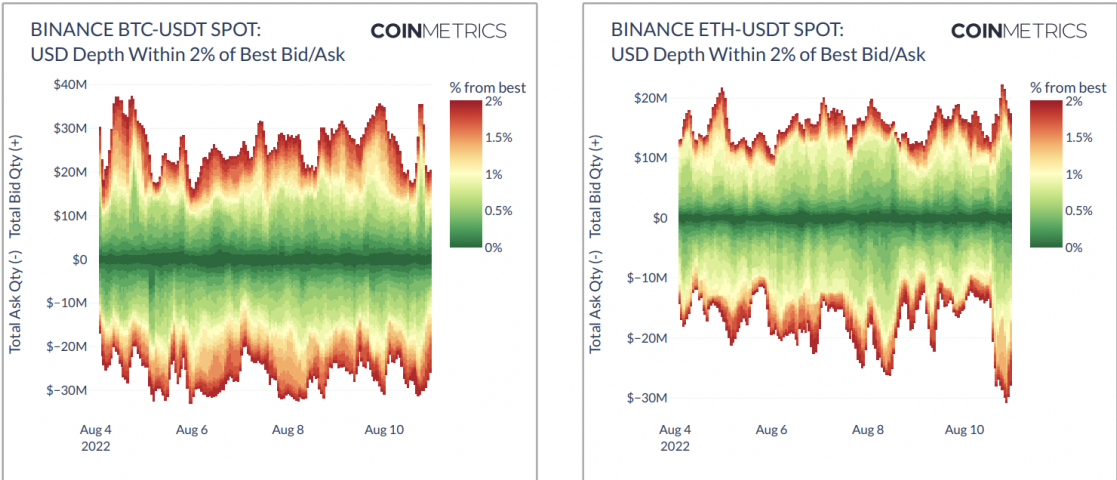 BINANCE BTC-USDT SPOT:
USD Depth Within 2% of Best Bid/Ask
COINMETRICS
% from best
2%
1.5%
1%
0.5%
0%
Total Bid Qty (+)
Total Ask Qty (-)
$40M
$30M
$20M
$10M
$0
$−10M
$−20M
$−30M
Aug 4
2022
Aug 6
Aug 8
Aug 10
BINANCE ETH-USDT SPOT:
USD Depth Within 2% of Best Bid/Ask
COINMETRICS
% from best
2%
1.5%
1%
0.5%
0%
Total Bid Qty (+)
Total Ask Qty (-)
$20M
$10M
$0
$−10M
$−20M
$−30M
Aug 4
2022
Aug 6
Aug 8
Aug 10